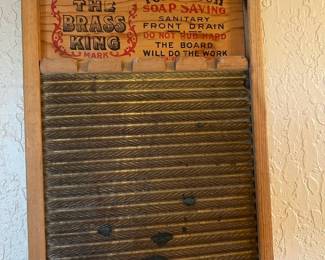 THE
BRASS
KING
MARK
SOAP SAVING
SANITARY
FRONT DRAIN
DO NOT RUB HARD
THE BOARD
WILL DO THE WORK